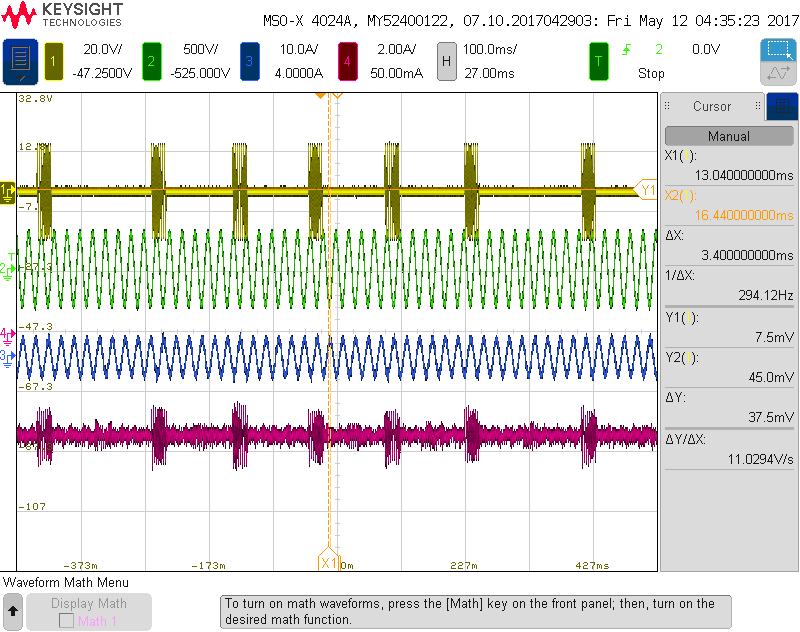 KEYSIGHT
TECHNOLOGIES
MSO-X 4024A, MY52400122, 07.10.2017042903: Fri May 12 04:35:23 2017
1 20.0V/ 2 500V/ 3 10.0A/ 4 2.00A/ H 100.0ms/ T 2 0.0V
-47.2500V -525.000V 4.0000A 50.00mA 27.00ms Stop
32.8V
12.8V
1 Y1
-7.
T
2 -27.3
-47.3
4
3
-67.3
-107
-373m -173m X1 0m 227m 427ms
Cursor
Manual
X1(1):
13.040000000ms
X2(1):
16.440000000ms
ΔX:
3.400000000ms
1/ΔX:
294.12Hz
Y1(1):
7.5mV
Y2(1):
45.0mV
ΔY:
37.5mV
ΔY/ΔX:
11.0294V/s
Waveform Math Menu
Display Math
Math 1
To turn on math waveforms, press the [Math] key on the front panel; then, turn on the
desired math function.